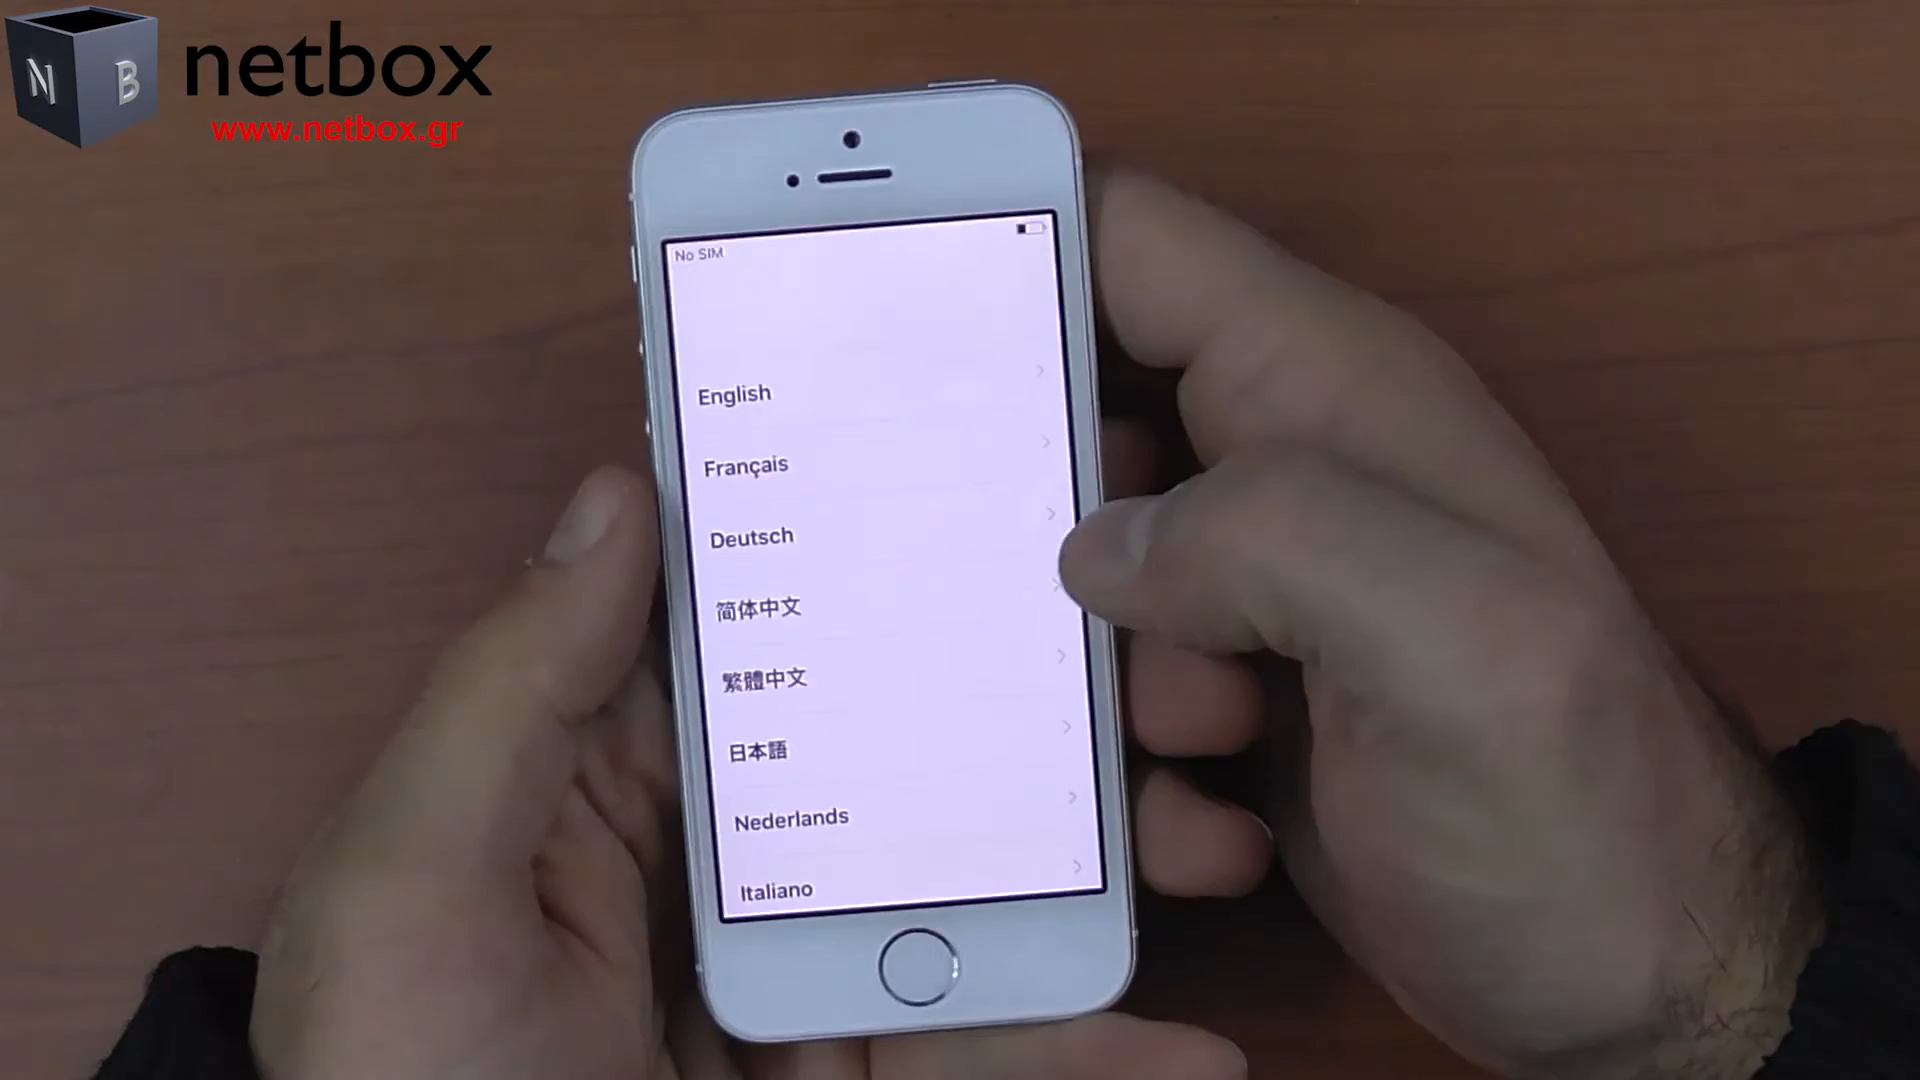 N B
netbox
www.netbox.gr
No SIM
English
Français
Deutsch
简体中文
繁體中文
日本語
Nederlands
Italiano